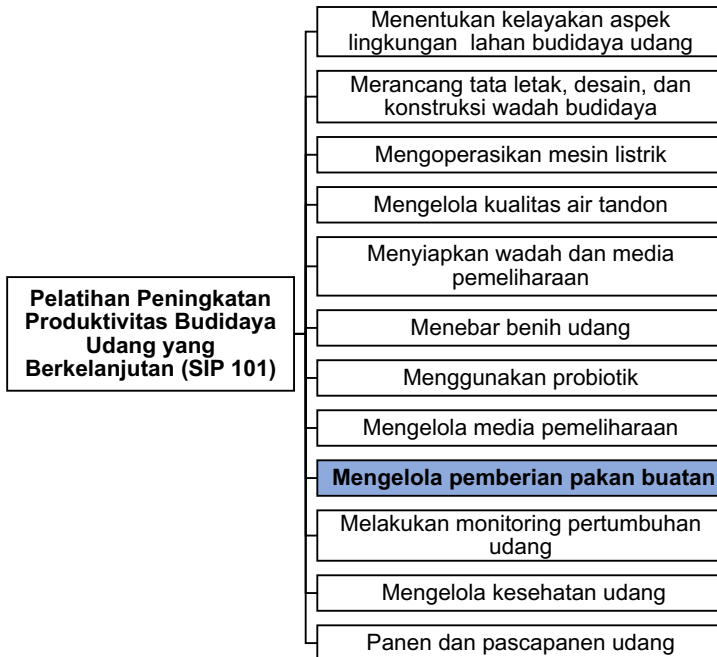 Menentukan kelayakan aspek
lingkungan lahan budidaya udang
Merancang tata letak, desain, dan
konstruksi wadah budidaya
Mengoperasikan mesin listrik
Mengelola kualitas air tandon
Menyiapkan wadah dan media
pemeliharaan
Pelatihan Peningkatan
Produktivitas Budidaya
Udang yang
Berkelanjutan (SIP 101)
Menebar benih udang
Menggunakan probiotik
Mengelola media pemeliharaan
Mengelola pemberian pakan buatan
Melakukan monitoring pertumbuhan
udang
Mengelola kesehatan udang
Panen dan pascapanen udang